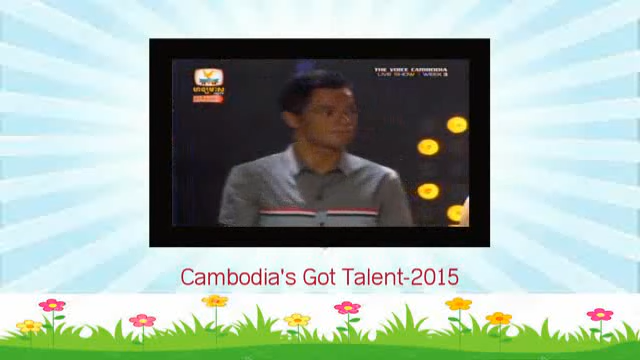 THE VOICE CAMBODIA
LIVE SHOW | WEEK 3
Cambodia's Got Talent-2015